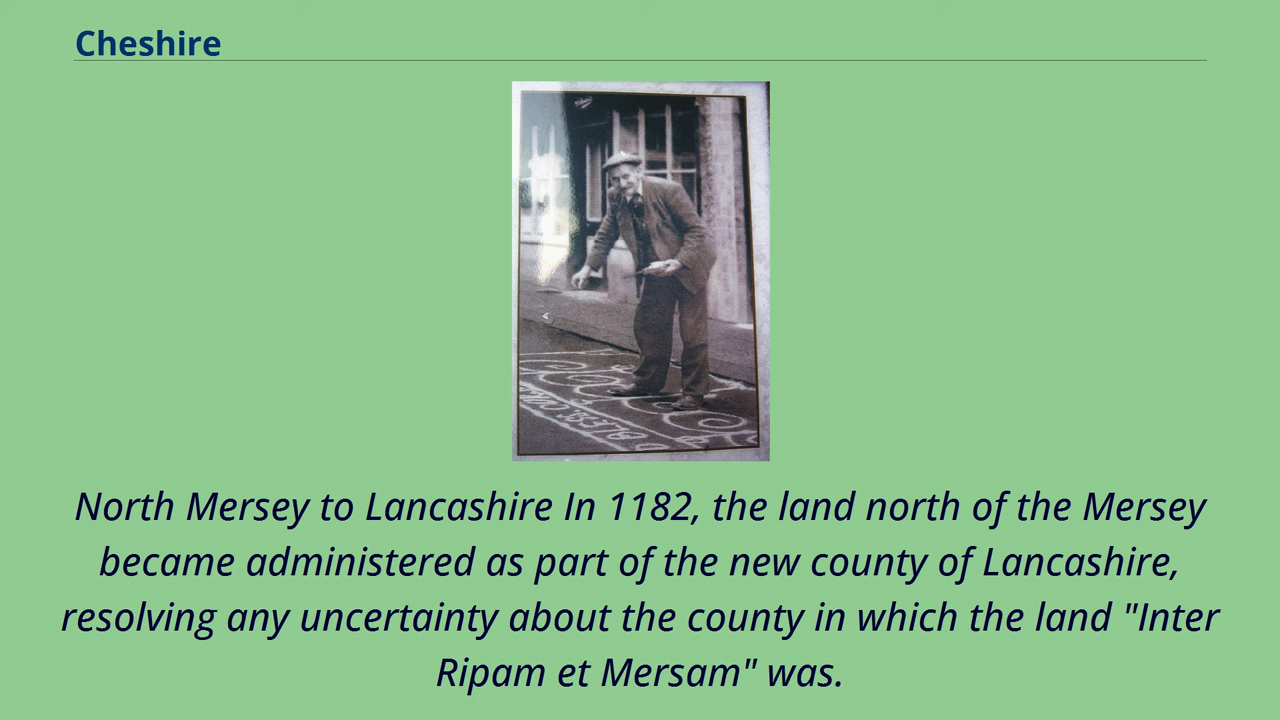 Cheshire
BLESS OUR
North Mersey to Lancashire In 1182, the land north of the Mersey
became administered as part of the new county of Lancashire,
resolving any uncertainty about the county in which the land "Inter
Ripam et Mersam" was.